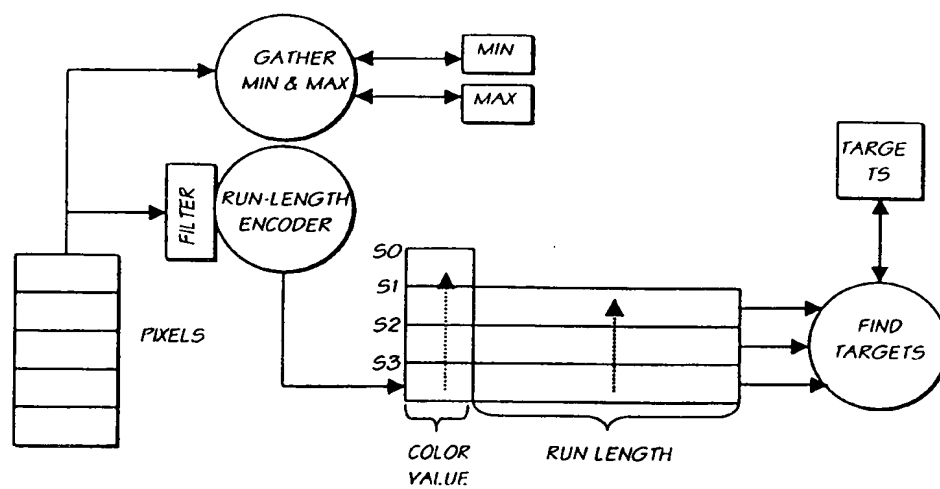 GATHER
MIN & MAX
MIN
MAX
TARGE
TS
FILTER
RUN-LENGTH
ENCODER
S0
S1
S2
S3
PIXELS
FIND
TARGETS
COLOR
VALUE
RUN LENGTH